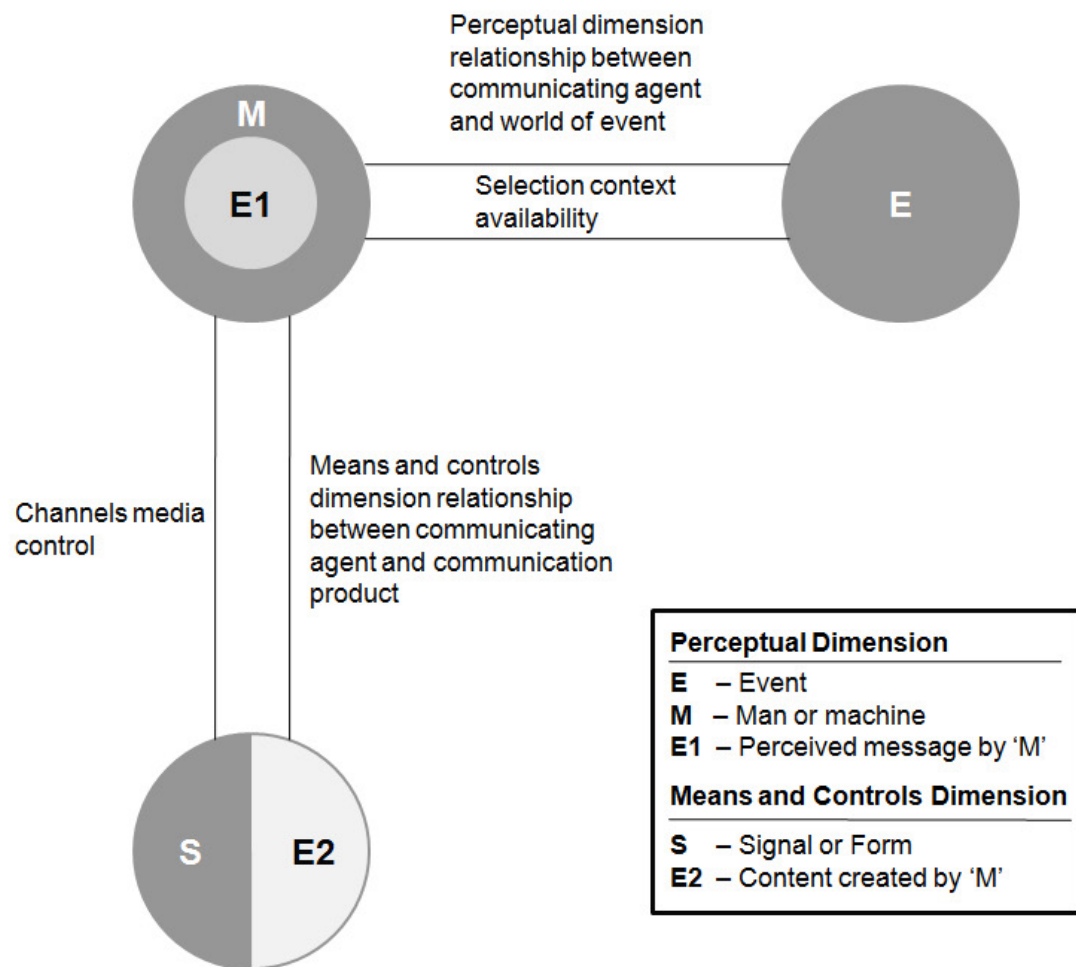 Perceptual dimension
relationship between
communicating agent
and world of event
M
E1
Selection context
availability
E
Channels media
control
Means and controls
dimension relationship
between communicating
agent and communication
product
S
E2
Perceptual Dimension
E – Event
M – Man or machine
E1 – Perceived message by ‘M’
Means and Controls Dimension
S – Signal or Form
E2 – Content created by ‘M’